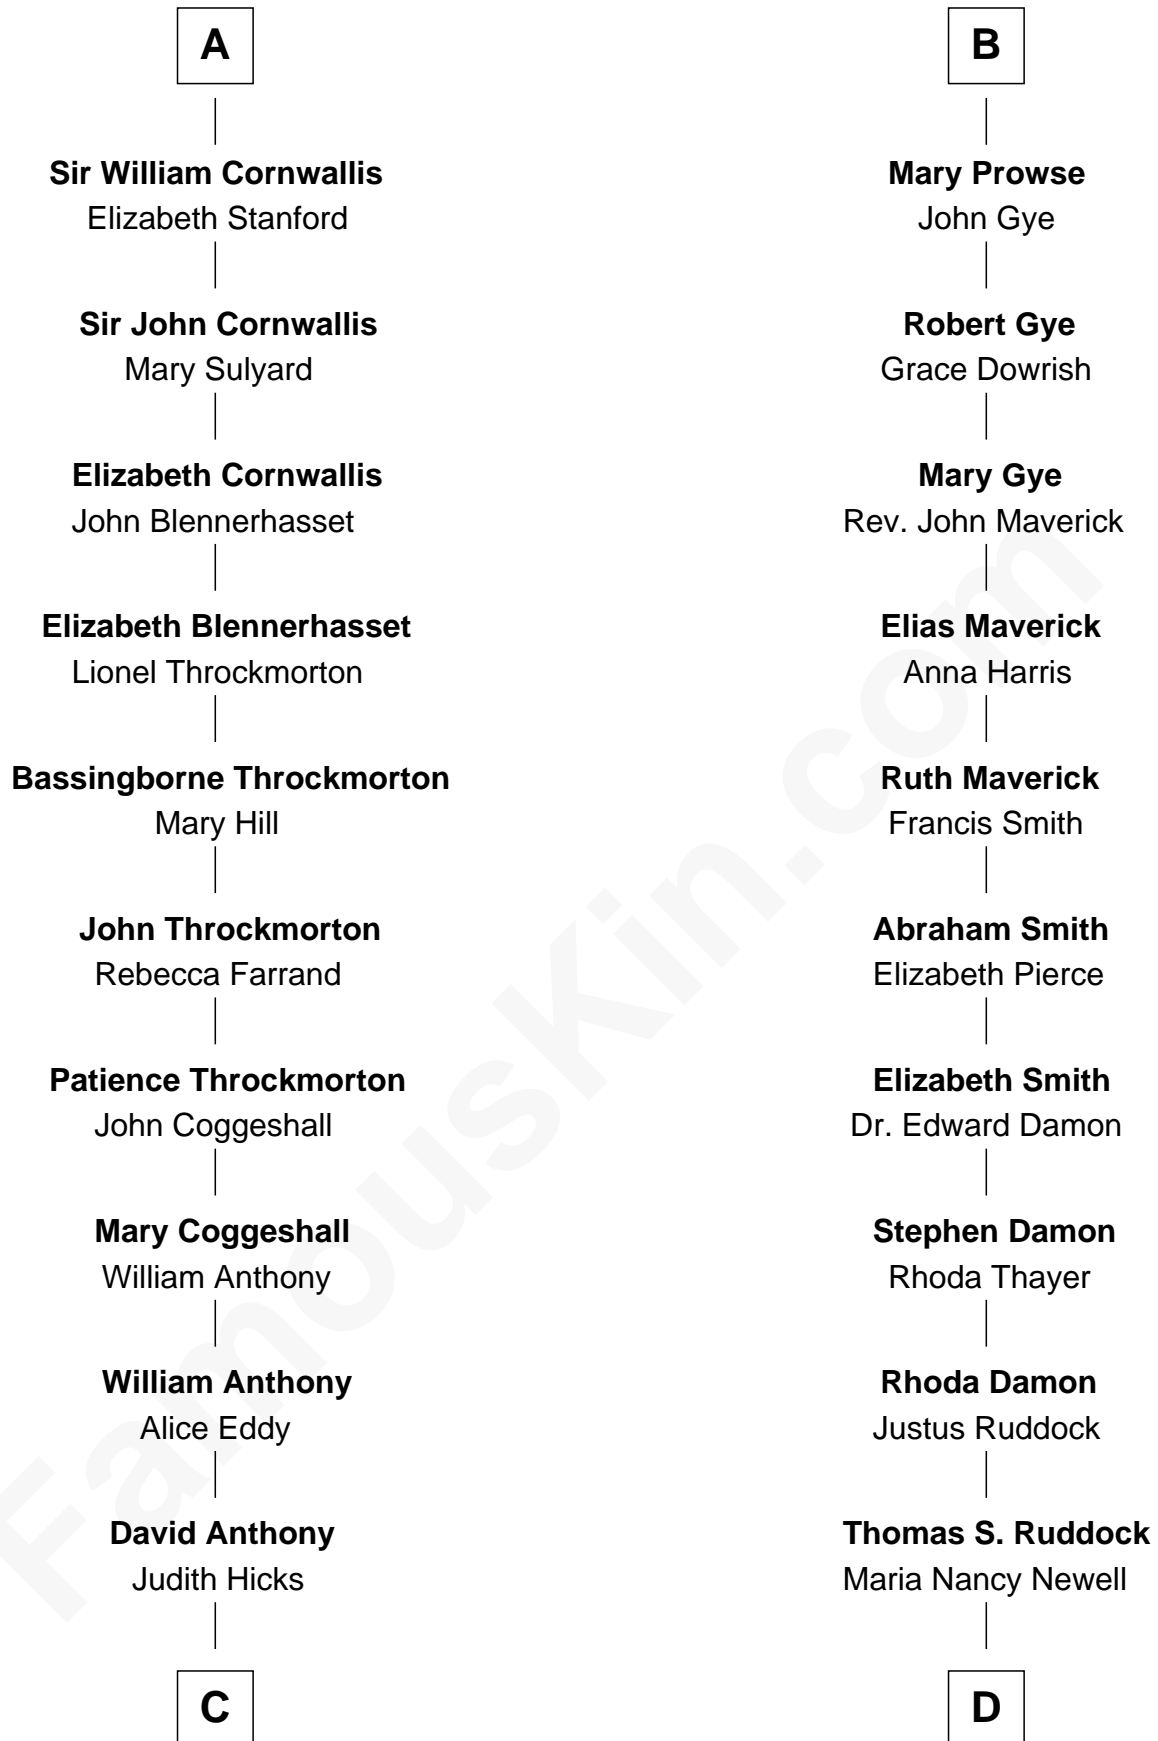 A
Sir William Cornwallis
Elizabeth Stanford
Sir John Cornwallis
Mary Sulyard
Elizabeth Cornwallis
John Blennerhasset
Elizabeth Blennerhasset
Lionel Throckmorton
Bassingborne Throckmorton
Mary Hill
John Throckmorton
Rebecca Farrand
Patience Throckmorton
John Coggeshall
Mary Coggeshall
William Anthony
William Anthony
Alice Eddy
David Anthony
Judith Hicks
C
B
Mary Prowse
John Gye
Robert Gye
Grace Dowrish
Mary Gye
Rev. John Maverick
Elias Maverick
Anna Harris
Ruth Maverick
Francis Smith
Abraham Smith
Elizabeth Pierce
Elizabeth Smith
Dr. Edward Damon
Stephen Damon
Rhoda Thayer
Rhoda Damon
Justus Ruddock
Thomas S. Ruddock
Maria Nancy Newell
D
FamousKin.com